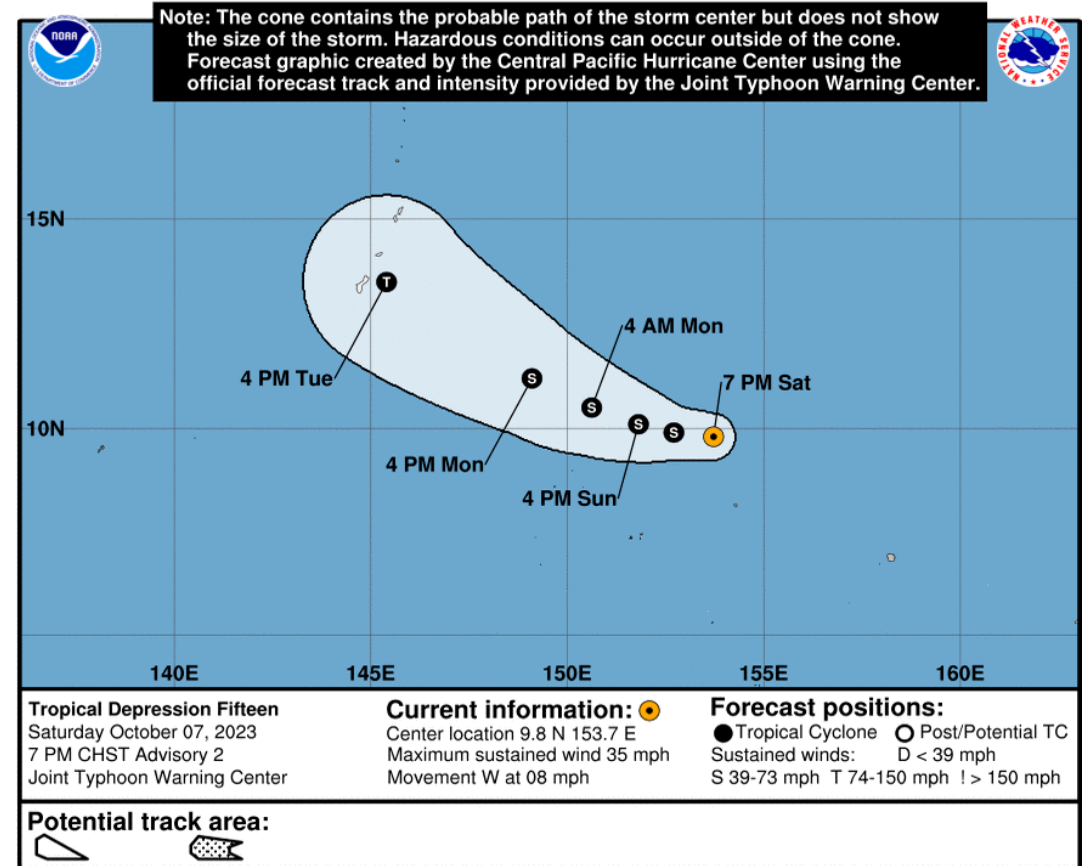 Note: The cone contains the probable path of the storm center but does not show
the size of the storm. Hazardous conditions can occur outside of the cone.
Forecast graphic created by the Central Pacific Hurricane Center using the
official forecast track and intensity provided by the Joint Typhoon Warning Center.
NOAA
NATIONAL WEATHER SERVICE
15N
T
4 AM Mon
4 PM Tue
S
7 PM Sat
S
10N
S
S
4 PM Mon
4 PM Sun
140E
145E
150E
155E
160E
Tropical Depression Fifteen
Saturday October 07, 2023
7 PM CHST Advisory 2
Joint Typhoon Warning Center
Current information:
Center location 9.8 N 153.7 E
Maximum sustained wind 35 mph
Movement W at 08 mph
Forecast positions:
Tropical Cyclone Post/Potential TC
Sustained winds: D < 39 mph
S 39-73 mph T 74-150 mph ! > 150 mph
Potential track area: